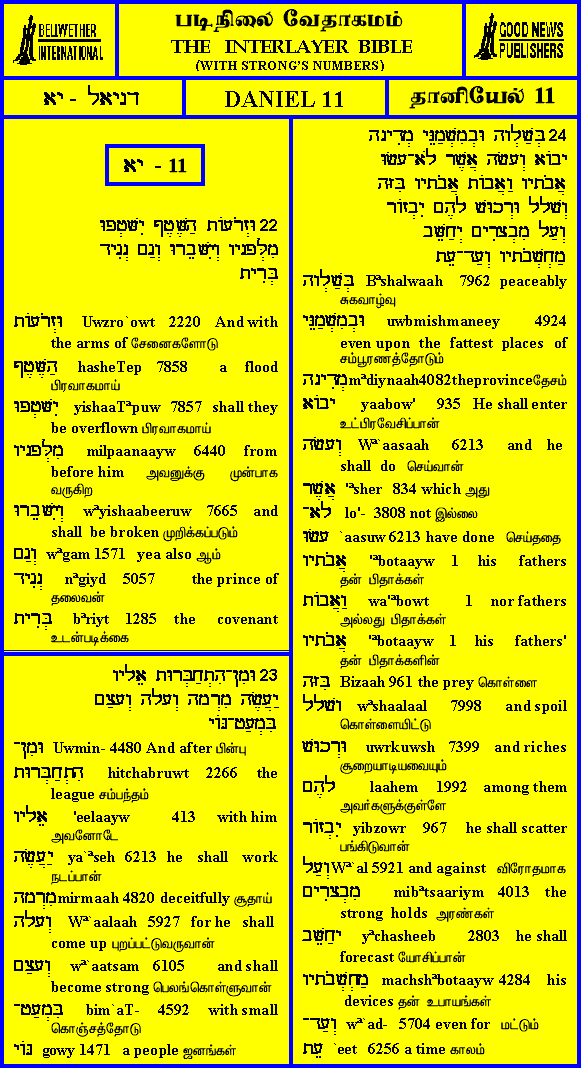 BELLWETHER
INTERNATIONAL
படிநிலை வேதாகமம்
THE INTERLAYER BIBLE
(WITH STRONG'S NUMBERS)
GOOD NEWS
PUBLISHERS
דניאל - יא
DANIEL 11
தானியேல் 11
יא - 11
22 וּזְרֹעוֹת הַשֶּׁטֶף יִשָּׁטְפוּ
מִלְּפָניו וְיִשָּׁבֵרוּ וְגַם נְגִיד
בְּרִית
וּזְרֹעוֹת Uwzro`owt 2220 And with
the arms of சேனைகளோடு
הַשֶּׁטֶף hasheTep 7858 a flood
பிரவாகமாய்
יִשָּׁטְפוּ yishaaTªpuw 7857 shall they
be overflown பிரவாகமாய்
מִלְּפָניו milpaanaayw 6440 from
before him அவனுக்கு முன்பாக
வருகிற
וְיִשָּׁבֵרוּ wªyishaabeeruw 7665 and
shall be broken முறிக்கப்படும்
וְגַם wªgam 1571 yea also ஆம்
נְגִיד nªgiyd 5057 the prince of
தலைவன்
בְּרִית bªriyt 1285 the covenant
உடன்படிக்கை
23 וּמִן־הִתְחַבְּרוּת אֵלָיו
יַעֲשֶׂה מִרְמָה וְעָלָה וְעָצַם
בִּמְעַט־גּוֹי
וּמִן־ Uwmin- 4480 And after பின்பு
הִתְחַבְּרוּת hitchabruwt 2266 the
league சம்பந்தம்
אֵלָיו 'eelaayw 413 with him
அவனோடே
יַעֲשֶׂה ya`ªseh 6213 he shall work
நடப்பான்
מִרְמָה mirmaah 4820 deceitfully சூதாய்
וְעָלָה Wª`aalaah 5927 for he shall
come up புறப்பட்டுவருவான்
וְעָצַם wª`aatsam 6105 and shall
become strong பெலங்கொள்ளுவான்
בִּמְעַט־ bim`aT- 4592 with small
கொஞ்சத்தோடு
גּוֹי gowy 1471 a people ஜனங்கள்
24 בְּשַׁלְוָה וּבְמִשְׁמַנֵּי מְדִינָה
יָבוֹא וְעָשָׂה אֲשֶׁר לֹא־עָשׂוּ
אֲבֹתָיו וַאֲבוֹת אֲבֹתָיו בִּזָּה
וְשָׁלָל וּרְכוּשׁ לָהֶם יִבְזוֹר
וְעַל מִבְצָרִים יְחַשֵּׁב
מַחְשְׁבֹתָיו וְעַד־עֵת
בְּשַׁלְוָה Bªshalwaah 7962 peaceably
சுகவாழ்வு
וּבְמִשְׁמַנֵּי uwbmishmaneey 4924
even upon the fattest places of
சம்பூரணத்தோடும்
מְדִינָה mªdiynaah4082theprovinceதேசம்
יָבוֹא yaabow' 935 He shall enter
உட்பிரவேசிப்பான்
וְעָשָׂה Wª`aasaah 6213 and he
shall do செய்வான்
אֲשֶׁר 'ªsher 834 which அது
לֹא־ lo'- 3808 not இல்லை
עָשׂוּ `aasuw 6213 have done செய்ததை
אֲבֹתָיו 'ªbotaayw 1 his fathers
தன் பிதாக்கள்
וַאֲבוֹת wa'ªbowt 1 nor fathers
அல்லது பிதாக்கள்
אֲבֹתָיו 'ªbotaayw 1 his fathers'
தன் பிதாக்களின்
בִּזָּה Bizaah 961 the prey கொள்ளை
וְשָׁלָל wªshaalaal 7998 and spoil
கொள்ளையிட்டு
וּרְכוּשׁ uwrkuwsh 7399 and riches
சூறையாடியவையும்
לָהֶם laahem 1992 among them
அவர்களுக்குள்ளே
יִבְזוֹר yibzowr 967 he shall scatter
பங்கிடுவான்
וְעַל Wª`al 5921 and against விரோதமாக
מִבְצָרִים mibªtsaariym 4013 the
strong holds அரண்கள்
יְחַשֵּׁב yªchasheeb 2803 he shall
forecast யோசிப்பான்
מַחְשְׁבֹתָיו machshªbotaayw 4284 his
devices தன் உபாயங்கள்
וְעַד־ wª`ad- 5704 even for மட்டும்
עֵת `eet 6256 a time காலம்